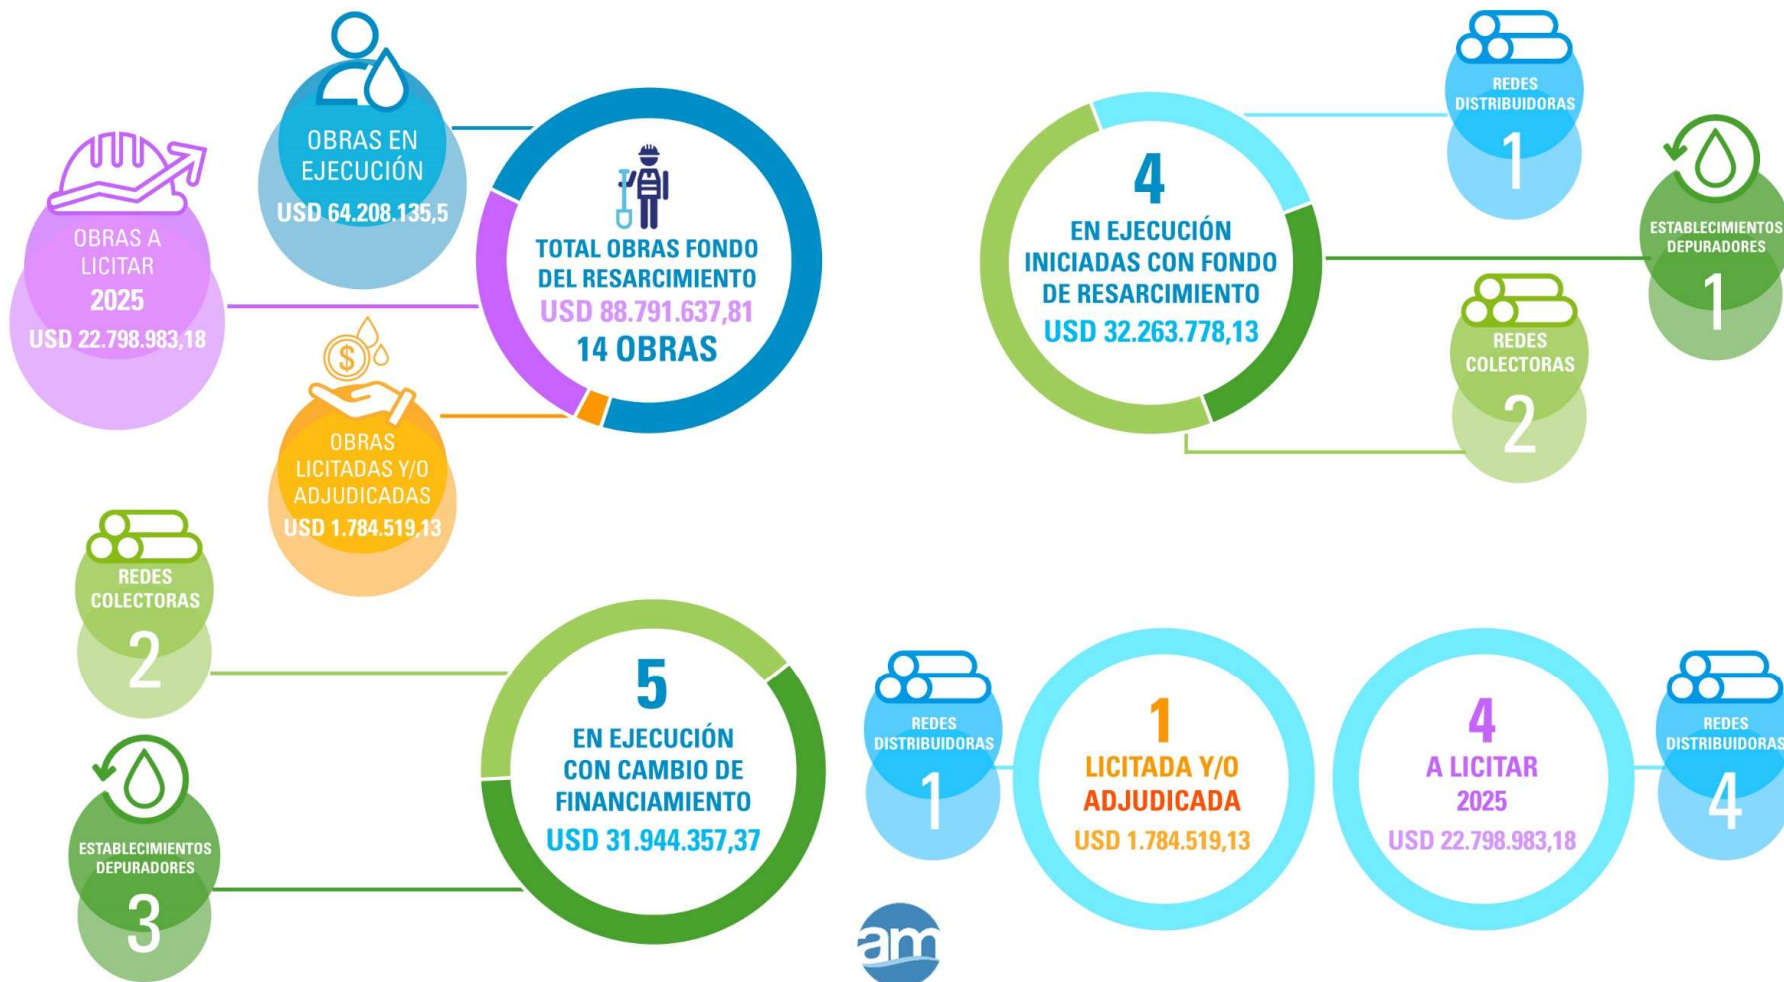 OBRAS EN
EJECUCIÓN
USD 64.208.135,5
OBRAS A
LICITAR
2025
USD 22.798.983,18
$
OBRAS
LICITADAS Y/O
ADJUDICADAS
USD 1.784.519,13
TOTAL OBRAS FONDO
DEL RESARCIMIENTO
USD 88.791.637,81
14 OBRAS
4
EN EJECUCIÓN
INICIADAS CON FONDO
DE RESARCIMIENTO
USD 32.263.778,13
REDES
DISTRIBUIDORAS
1
ESTABLECIMIENTOS
DEPURADORES
1
REDES
COLECTORAS
2
REDES
COLECTORAS
2
ESTABLECIMIENTOS
DEPURADORES
3
5
EN EJECUCIÓN
CON CAMBIO DE
FINANCIAMIENTO
USD 31.944.357,37
REDES
DISTRIBUIDORAS
1
1
LICITADA Y/O
ADJUDICADA
USD 1.784.519,13
4
A LICITAR
2025
USD 22.798.983,18
REDES
DISTRIBUIDORAS
4
am